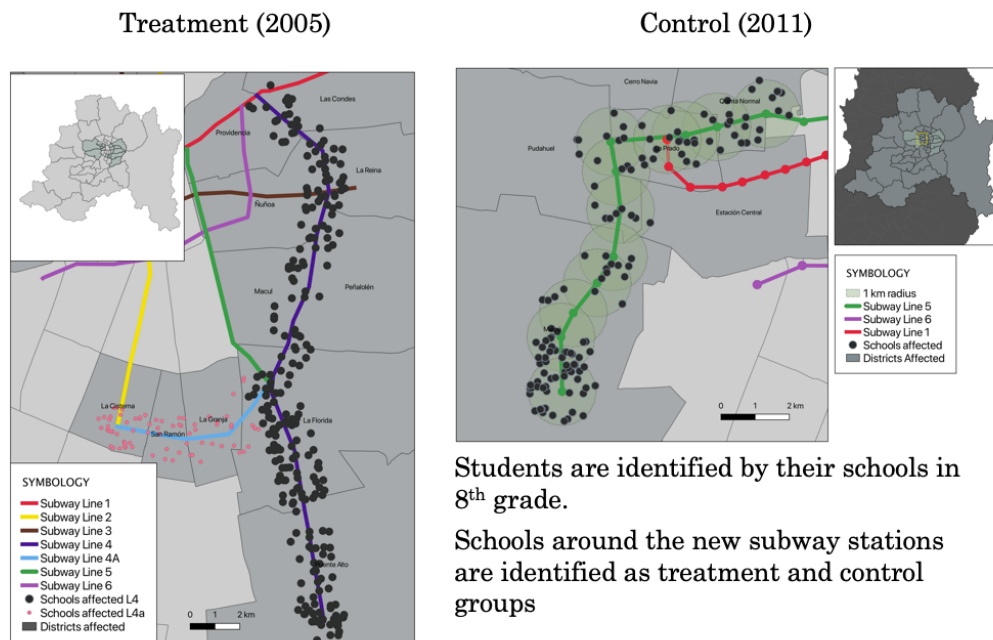 Treatment (2005)
Las Condes
Providencia
La Reina
Ñuñoa
Macul
Peñalolén
La Cisterna
La Granja
San Ramón
La Florida
Puente Alto
SYMBOLOGY
Subway Line 1
Subway Line 2
Subway Line 3
Subway Line 4
Subway Line 4A
Subway Line 5
Subway Line 6
Schools affected L4
Schools affected L4a
Districts affected
0 1 2 km
Control (2011)
Cerro Navia
Quinta Normal
Pudahuel
Prado
Estación Central
0 1 2 km
SYMBOLOGY
1 km radius
Subway Line 5
Subway Line 6
Subway Line 1
Schools affected
Districts Affected
Students are identified by their schools in
8th grade.
Schools around the new subway stations
are identified as treatment and control
groups